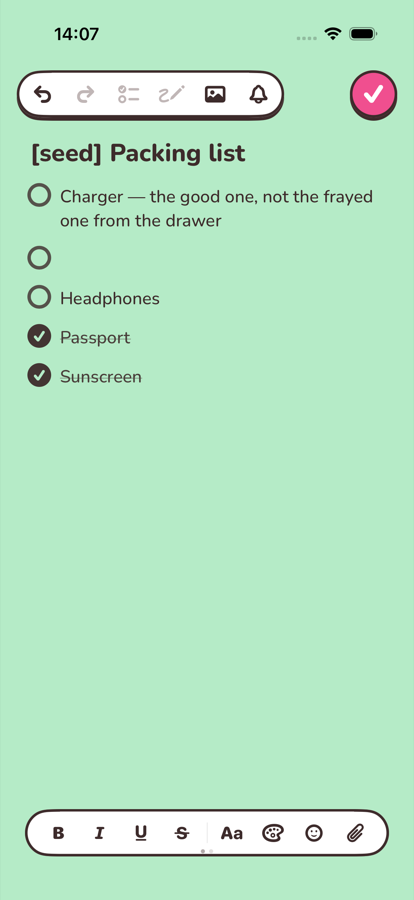 14:07
[seed] Packing list
Charger — the good one, not the frayed
one from the drawer
Headphones
Passport
Sunscreen
B I U S Aa